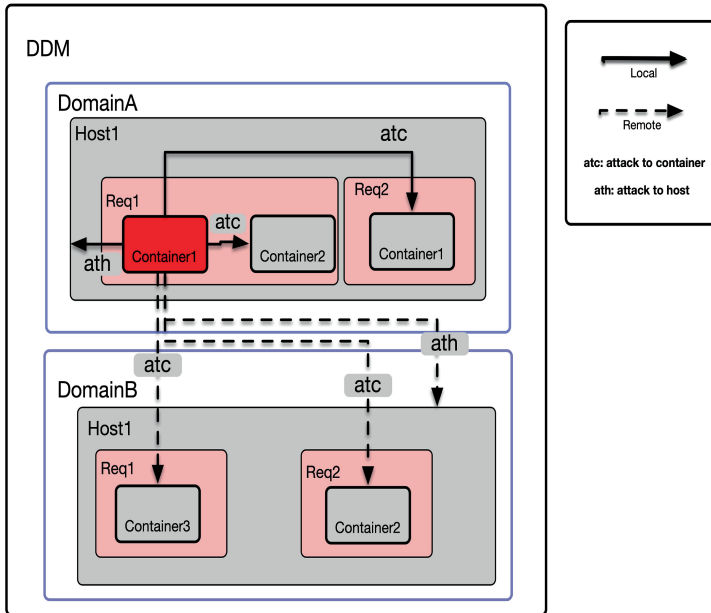 DDM
DomainA
Host1
atc
Req1
Req2
atc
Container1
Container2
Container1
ath
ath
atc
atc
DomainB
Host1
Req1
Req2
Container3
Container2
Local
Remote
atc: attack to container
ath: attack to host